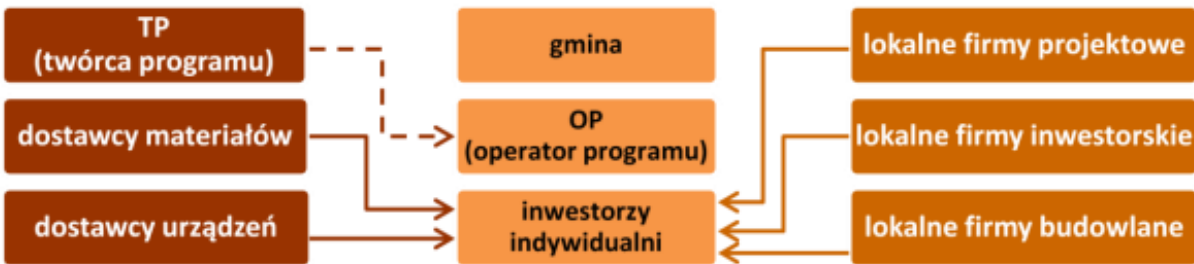 TP
(twórca programu)
gmina
lokalne firmy projektowe
dostawcy materiałów
OP
(operator programu)
lokalne firmy inwestorskie
dostawcy urządzeń
inwestorzy
indywidualni
lokalne firmy budowlane